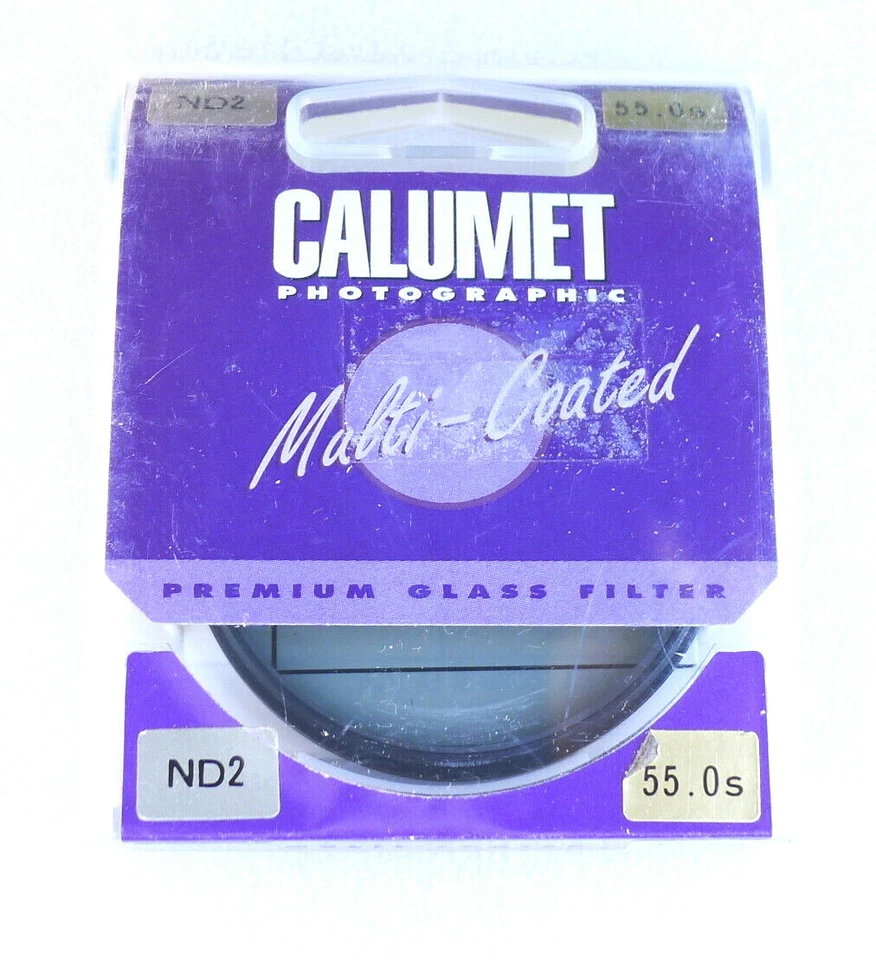 ND2 55.0s
CALUMET
PHOTOGRAPHIC
Multi-Coated
PREMIUM GLASS FILTER
ND2 55.0s